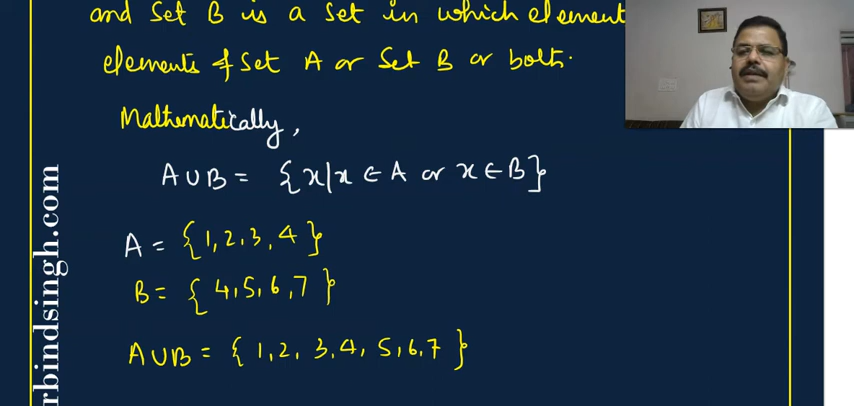 and Set B is a set in which element
elements of Set A or Set B or both.
Mathematically,
A∪B = {x|x ∈ A or x ∈ B}
A = {1,2,3,4}
B = {4,5,6,7}
A∪B = {1,2,3,4,5,6,7}
rbindsingh.com